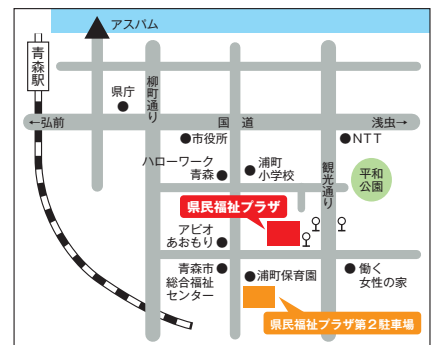 アスパム
青森駅
県庁
柳町通り
←弘前
国道
浅虫→
市役所
NTT
ハローワーク
青森
浦町
小学校
観光通り
平和
公園
県民福祉プラザ
アピオ
あおもり
青森市
総合福祉
センター
浦町保育園
働く
女性の家
県民福祉プラザ第2駐車場